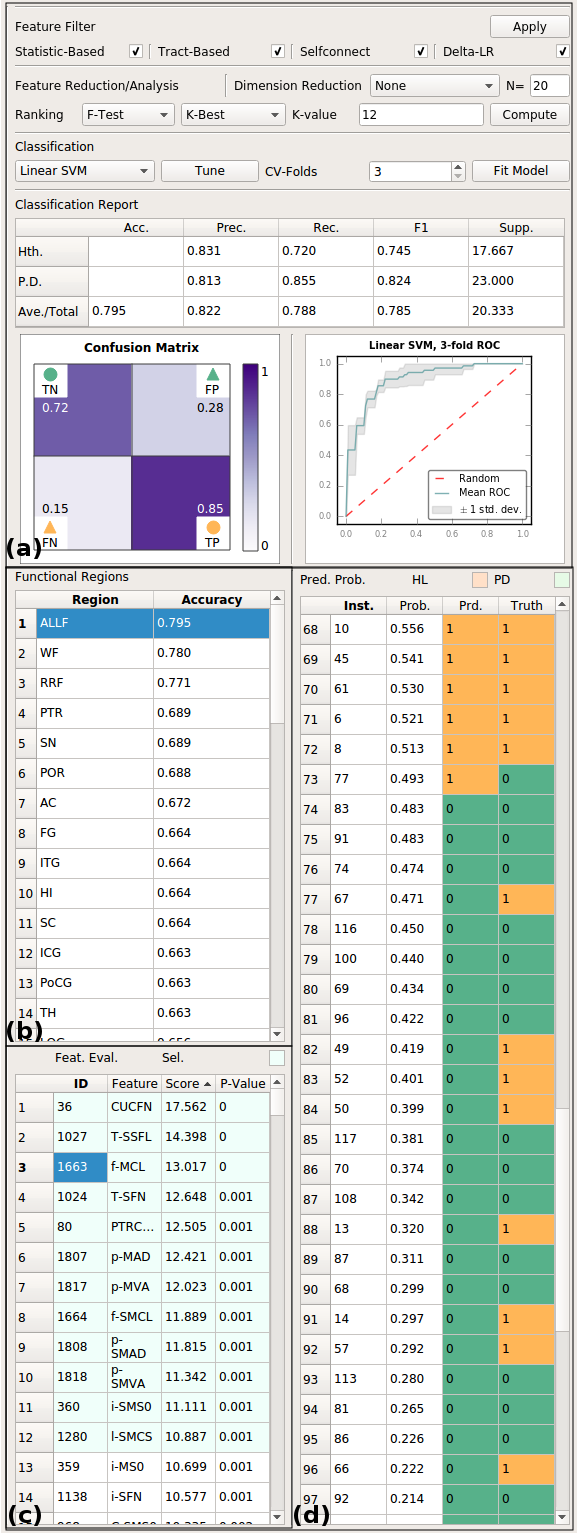 Feature Filter Apply
Statistic-Based Tract-Based Selfconnect Delta-LR
Feature Reduction/Analysis Dimension Reduction None N= 20
Ranking F-Test K-Best K-value 12 Compute
Classification
Linear SVM Tune CV-Folds 3 Fit Model
Classification Report
Acc. Prec. Rec. F1 Supp.
Hth. 0.831 0.720 0.745 17.667
P.D. 0.813 0.855 0.824 23.000
Ave./Total 0.795 0.822 0.788 0.785 20.333
Confusion Matrix
TN FP
0.72 0.28
0.15 0.85
FN TP
1
0
(a)
Linear SVM, 3-fold ROC
1.0
0.8
0.6
0.4
0.2
0.0
0.0 0.2 0.4 0.6 0.8 1.0
Random
Mean ROC
± 1 std. dev.
Functional Regions
Region Accuracy
1 ALLF 0.795
2 WF 0.780
3 RRF 0.771
4 PTR 0.689
5 SN 0.689
6 POR 0.688
7 AC 0.672
8 FG 0.664
9 ITG 0.664
10 HI 0.664
11 SC 0.664
12 ICG 0.663
13 PoCG 0.663
14 TH 0.663
(b)
Feat. Eval. Sel.
ID Feature Score P-Value
1 36 CUCFN 17.562 0
2 1027 T-SSFL 14.398 0
3 1663 f-MCL 13.017 0
4 1024 T-SFN 12.648 0.001
5 80 PTRC... 12.505 0.001
6 1807 p-MAD 12.421 0.001
7 1817 p-MVA 12.023 0.001
8 1664 f-SMCL 11.889 0.001
9 1808 p-SMAD 11.815 0.001
10 1818 p-SMVA 11.342 0.001
11 360 i-SMS0 11.111 0.001
12 1280 l-SMCS 10.887 0.001
13 359 i-MS0 10.699 0.001
14 1138 i-SFN 10.577 0.001
(c)
Pred. Prob. HL PD
Inst. Prob. Prd. Truth
68 10 0.556 1 1
69 45 0.541 1 1
70 61 0.530 1 1
71 6 0.521 1 1
72 8 0.513 1 1
73 77 0.493 1 0
74 83 0.483 0 0
75 91 0.483 0 0
76 74 0.474 0 0
77 67 0.471 0 1
78 116 0.450 0 0
79 100 0.440 0 0
80 69 0.434 0 0
81 96 0.422 0 0
82 49 0.419 0 1
83 52 0.401 0 1
84 50 0.399 0 1
85 117 0.381 0 0
86 70 0.374 0 0
87 108 0.342 0 0
88 13 0.320 0 1
89 87 0.311 0 0
90 68 0.299 0 0
91 14 0.297 0 1
92 57 0.292 0 1
93 113 0.280 0 0
94 81 0.265 0 0
95 86 0.226 0 0
96 66 0.222 0 1
97 92 0.214 0 0
(d)